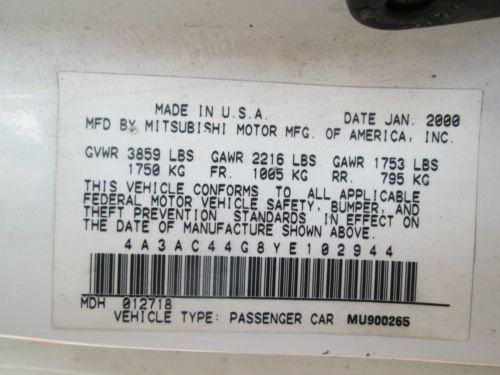 MADE IN U.S.A. DATE JAN. 2000
MFD BY MITSUBISHI MOTOR MFG. OF AMERICA, INC.
GVWR 3859 LBS GAWR 2216 LBS GAWR 1753 LBS
1750 KG FR. 1005 KG RR. 795 KG
THIS VEHICLE CONFORMS TO ALL APPLICABLE
FEDERAL MOTOR VEHICLE SAFETY, BUMPER, AND
THEFT PREVENTION STANDARDS IN EFFECT ON
THE DATE OF MANUFACTURE SHOWN ABOVE.
4A3AC44G8YE102944
MDH 012718
VEHICLE TYPE: PASSENGER CAR MU900265